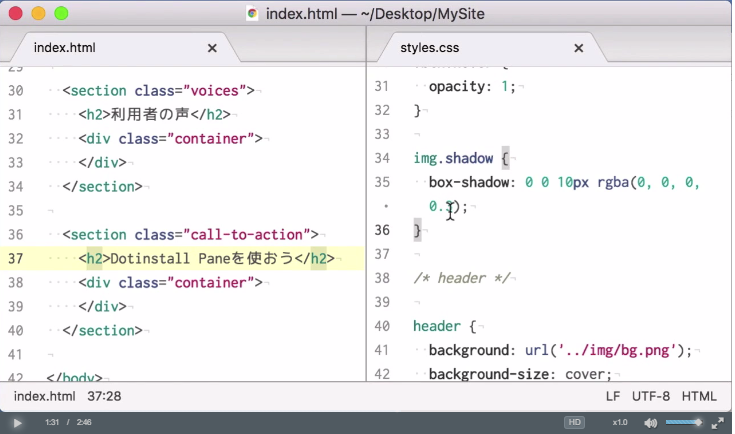 index.html — ~/Desktop/MySite
index.html
styles.css
30 <section class="voices">
31 <h2>利用者の声</h2>
32 <div class="container">
33 </div>
34 </section>
35
36 <section class="call-to-action">
37 <h2>Dotinstall Paneを使おう</h2>
38 <div class="container">
39 </div>
40 </section>
41
42 </body>
31 opacity: 1;
32 }
33
34 img.shadow {
35 box-shadow: 0 0 10px rgba(0, 0, 0,
);
36 }
37
38 /* header */
39
40 header {
41 background: url('../img/bg.png');
42 background-size: cover;
index.html 37:28
LF UTF-8 HTML
1:31 / 2:46
HD x1.0